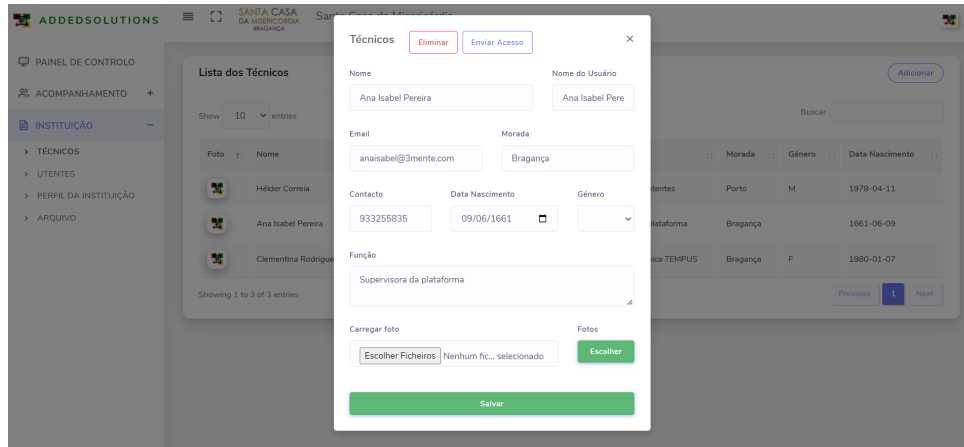 ADDEDSOLUTIONS
SANTA CASA
DA MISERICORDIA
BRAGANÇA
PAINEL DE CONTROLO
ACOMPANHAMENTO +
INSTITUIÇÃO −
> TÉCNICOS
> UTENTES
> PERFIL DA INSTITUIÇÃO
> ARQUIVO
Lista dos Técnicos
Adicionar
Show 10 entries
Buscar
Foto Nome Morada Género Data Nascimento
Hélder Correia Porto M 1978-04-11
Ana Isabel Pereira Bragança 1661-06-09
Clementina Rodrigue TEMPUS Bragança F 1980-01-07
Showing 1 to 3 of 3 entries
Previous 1 Next
Técnicos Eliminar Enviar Acesso ×
Nome Nome do Usuário
Ana Isabel Pereira Ana Isabel Pere
Email Morada
anaisabel@3mente.com Bragança
Contacto Data Nascimento Género
933255835 09/06/1661
Função
Supervisora da plataforma
Carregar foto Fotos
Escolher Ficheiros Nenhum fic... selecionado Escolher
Salvar